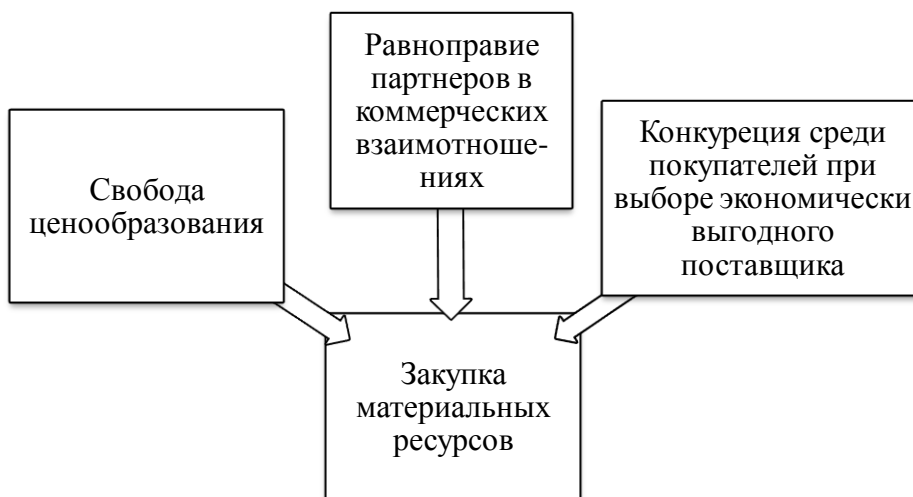 Равноправие
партнеров в
коммерческих
взаимотноше-
ниях
Свобода
ценообразования
Конкуреция среди
покупателей при
выборе экономически
выгодного
поставщика
Закупка
материальных
ресурсов